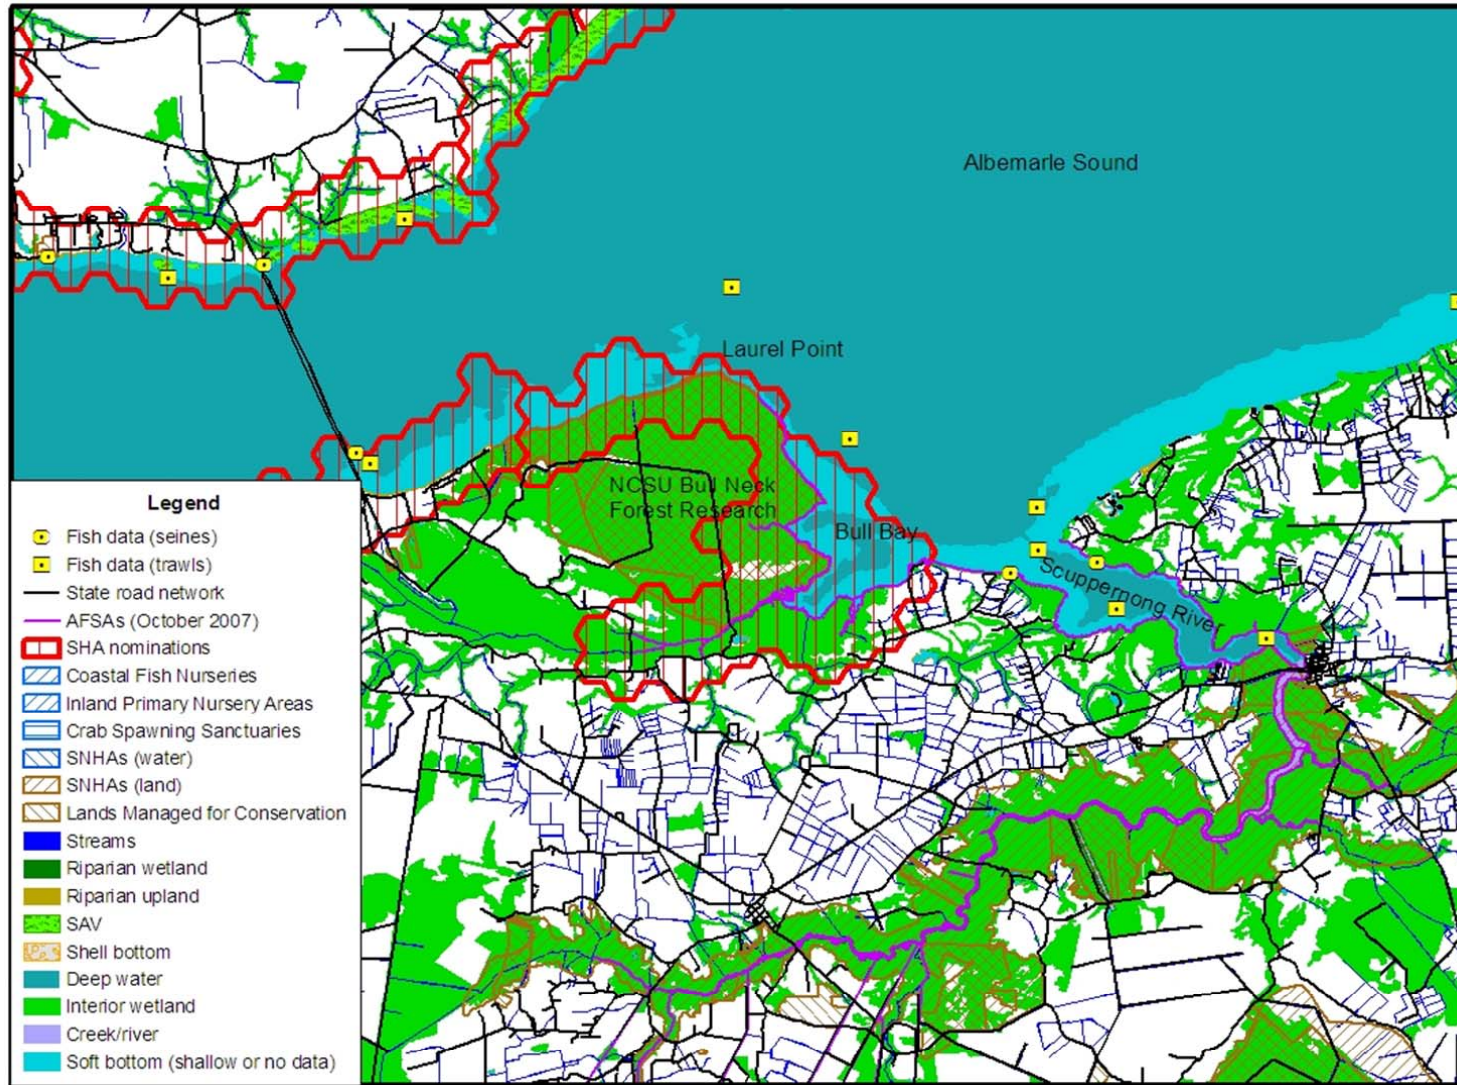 Albemarle Sound
Laurel Point
NCSU Bull Neck
Forest Research
Bull Bay
Scuppernong River
Legend
Fish data (seines)
Fish data (trawls)
State road network
AFSAs (October 2007)
SHA nominations
Coastal Fish Nurseries
Inland Primary Nursery Areas
Crab Spawning Sanctuaries
SNHAs (water)
SNHAs (land)
Lands Managed for Conservation
Streams
Riparian wetland
Riparian upland
SAV
Shell bottom
Deep water
Interior wetland
Creek/river
Soft bottom (shallow or no data)